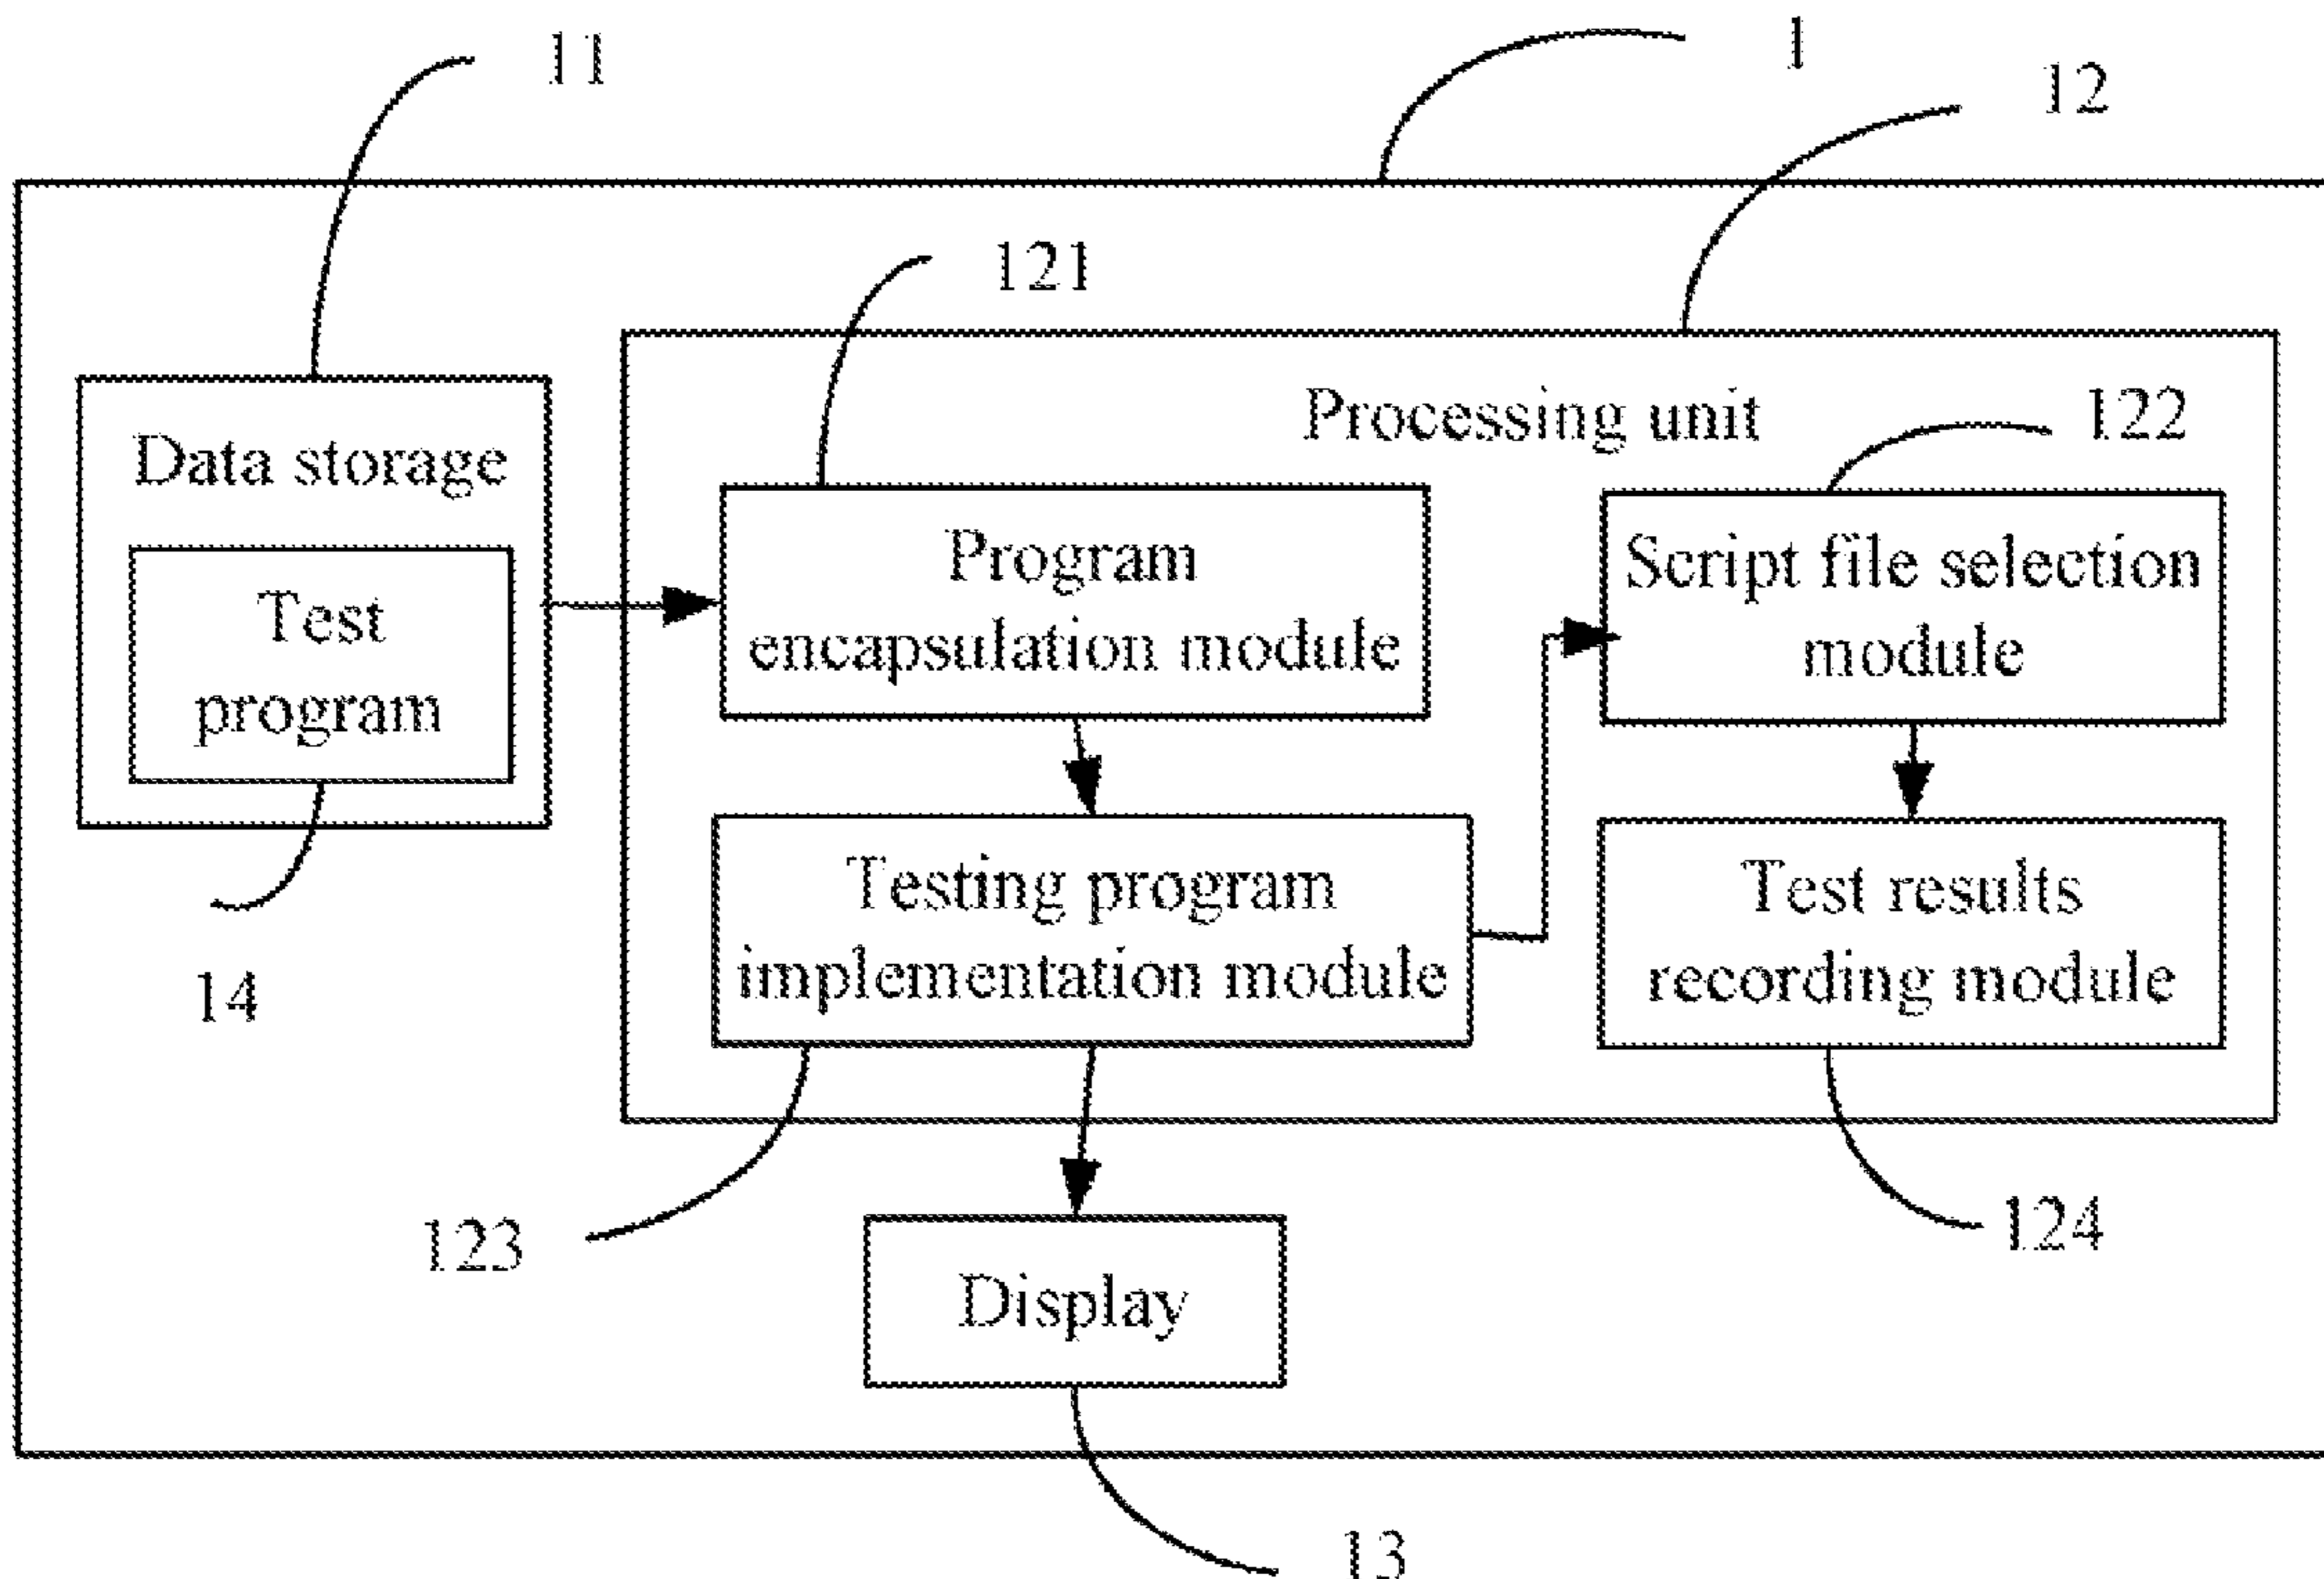 1
11
12
121
Processing unit
122
Data storage
Program
encapsulation module
Script file selection
module
Test
program
Testing program
implementation module
Test results
recording module
14
123
124
Display
13